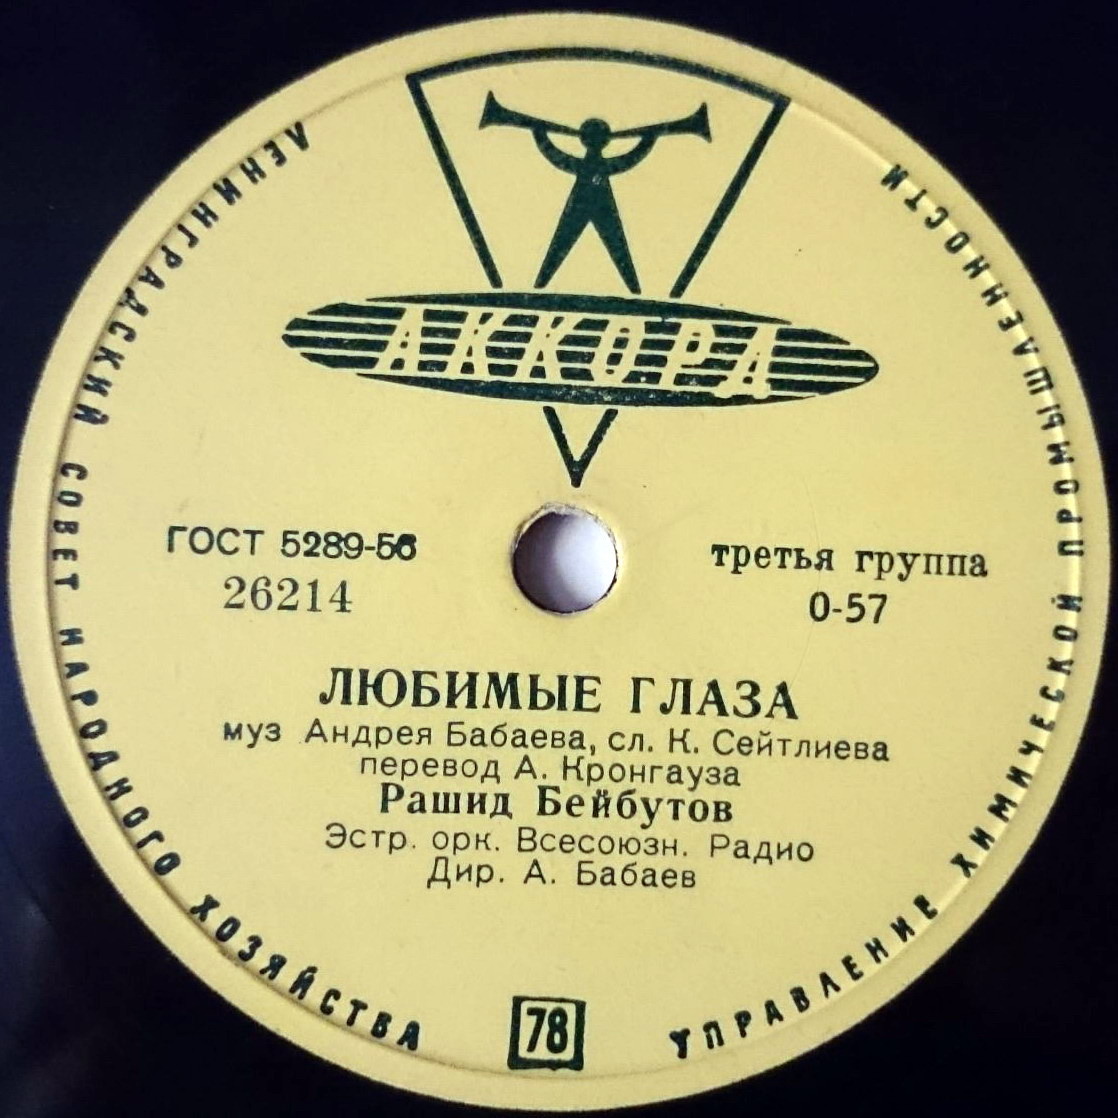 АККОРД
ГОСТ 5289-56
26214
третья группа
0-57
ЛЮБИМЫЕ ГЛАЗА
муз. Андрея Бабаева, сл. К. Сейтлиева
перевод А. Кронгауза
Рашид Бейбутов
Эстр. орк. Всесоюзн. Радио
Дир. А. Бабаев
78
ЛЕНИНГРАДСКИЙ СОВЕТ НАРОДНОГО ХОЗЯЙСТВА
УПРАВЛЕНИЕ ХИМИЧЕСКОЙ ПРОМЫШЛЕННОСТИ